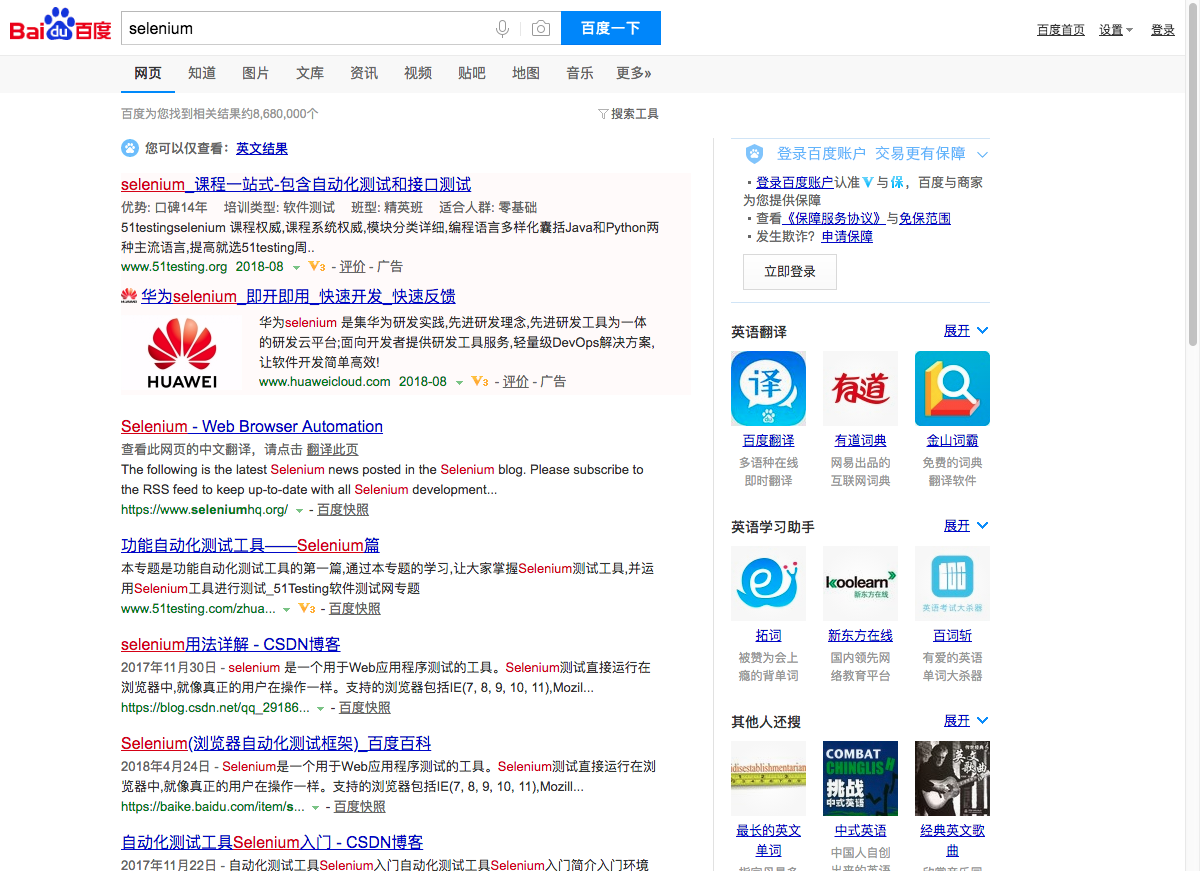 Bai du 百度
selenium
百度一下
百度首页 设置 登录
网页 知道 图片 文库 资讯 视频 贴吧 地图 音乐 更多»
百度为您找到相关结果约8,680,000个
搜索工具
您可以仅查看：英文结果
selenium_课程一站式-包含自动化测试和接口测试
优势: 口碑14年 培训类型: 软件测试 班型: 精英班 适合人群: 零基础
51testingselenium 课程权威,课程系统权威,模块分类详细,编程语言多样化囊括Java和Python两
种主流语言,提高就选51testing周..
www.51testing.org 2018-08 V3 - 评价 - 广告
华为selenium_即开即用_快速开发_快速反馈
HUAWEI
华为selenium 是集华为研发实践,先进研发理念,先进研发工具为一体
的研发云平台;面向开发者提供研发工具服务,轻量级DevOps解决方案,
让软件开发简单高效!
www.huaweicloud.com 2018-08 V3 - 评价 - 广告
Selenium - Web Browser Automation
查看此网页的中文翻译，请点击 翻译此页
The following is the latest Selenium news posted in the Selenium blog. Please subscribe to
the RSS feed to keep up-to-date with all Selenium development...
https://www.seleniumhq.org/ - 百度快照
功能自动化测试工具——Selenium篇
本专题是功能自动化测试工具的第一篇,通过本专题的学习,让大家掌握Selenium测试工具,并运
用Selenium工具进行测试_51Testing软件测试网专题
www.51testing.com/zhua... V3 - 百度快照
selenium用法详解 - CSDN博客
2017年11月30日 - selenium 是一个用于Web应用程序测试的工具。Selenium测试直接运行在
浏览器中,就像真正的用户在操作一样。支持的浏览器包括IE(7, 8, 9, 10, 11),Mozil...
https://blog.csdn.net/qq_29186... - 百度快照
Selenium(浏览器自动化测试框架)_百度百科
2018年4月24日 - Selenium是一个用于Web应用程序测试的工具。Selenium测试直接运行在浏
览器中,就像真正的用户在操作一样。支持的浏览器包括IE(7, 8, 9, 10, 11),Mozill...
https://baike.baidu.com/item/s... - 百度快照
自动化测试工具Selenium入门 - CSDN博客
2017年11月22日 - 自动化测试工具Selenium入门自动化测试工具Selenium入门简介入门环境
登录百度账户 交易更有保障
· 登录百度账户认准V与保，百度与商家
为您提供保障
· 查看《保障服务协议》与免保范围
· 发生欺诈？申请保障
立即登录
英语翻译 展开
译 有道
百度翻译 有道词典 金山词霸
多语种在线 网易出品的 免费的词典
即时翻译 互联网词典 翻译软件
英语学习助手 展开
koolearn
新东方在线
英语考试大杀器
拓词 新东方在线 百词斩
被赞为会上 国内领先网 有爱的英语
瘾的背单词 络教育平台 单词大杀器
其他人还搜 展开
COMBAT
CHINGLISH
挑战
中式英语
英文歌曲
最长的英文 中式英语 经典英文歌
单词 中国人自创 曲